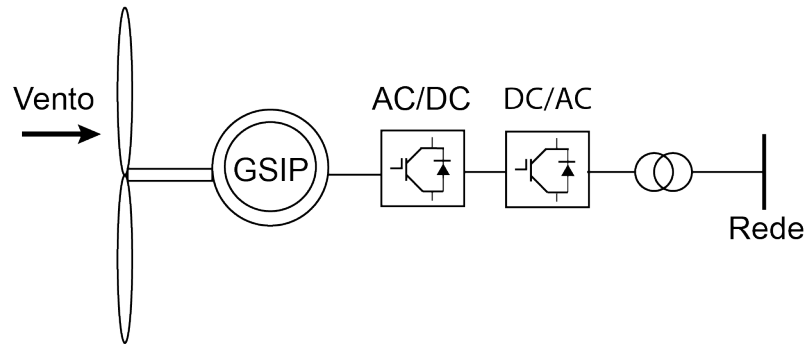 Vento
AC/DC
DC/AC
GSIP
Rede